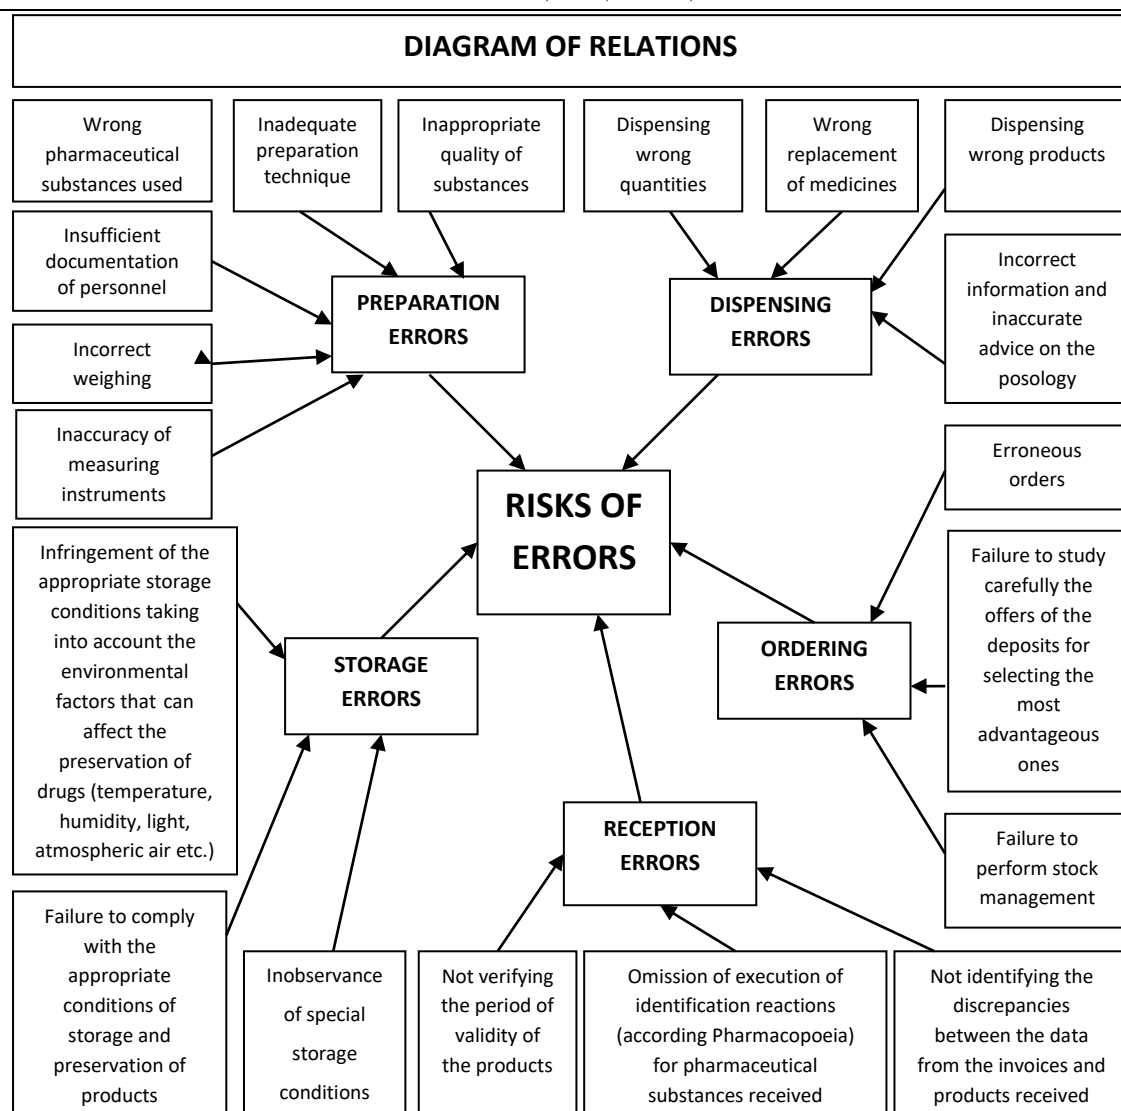 DIAGRAM OF RELATIONS
Wrong
pharmaceutical
substances used
Inadequate
preparation
technique
Inappropriate
quality of
substances
Dispensing
wrong
quantities
Wrong
replacement
of medicines
Dispensing
wrong products
Insufficient
documentation
of personnel
Incorrect
weighing
Inaccuracy of
measuring
instruments
PREPARATION
ERRORS
DISPENSING
ERRORS
Incorrect
information and
inaccurate
advice on the
posology
RISKS OF
ERRORS
Erroneous
orders
Failure to study
carefully the
offers of the
deposits for
selecting the
most
advantageous
ones
Failure to
perform stock
management
ORDERING
ERRORS
Infringement of the
appropriate storage
conditions taking
into account the
environmental
factors that can
affect the
preservation of
drugs (temperature,
humidity, light,
atmospheric air etc.)
STORAGE
ERRORS
RECEPTION
ERRORS
Failure to comply
with the
appropriate
conditions of
storage and
preservation of
products
Inobservance
of special
storage
conditions
Not verifying
the period of
validity of
the products
Omission of execution of
identification reactions
(according Pharmacopoeia)
for pharmaceutical
substances received
Not identifying the
discrepancies
between the data
from the invoices and
products received